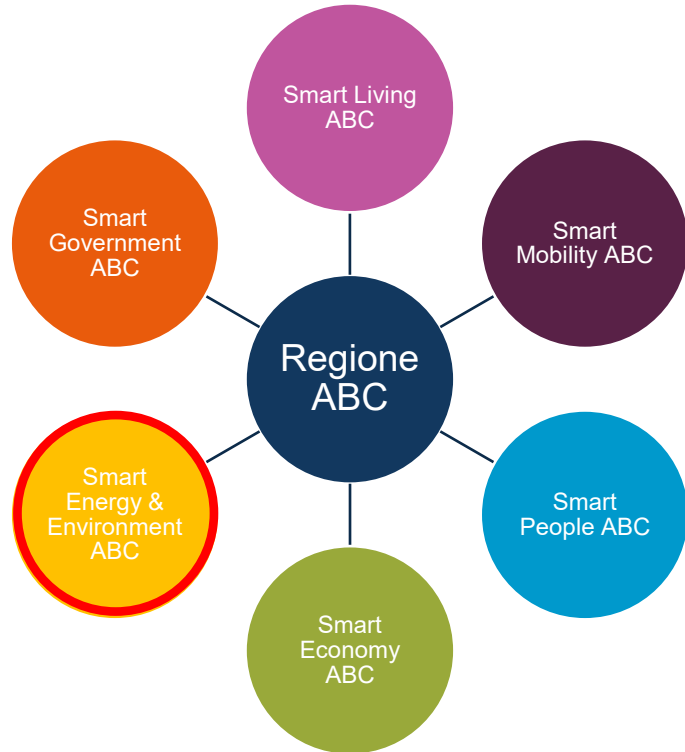 Smart Living
ABC
Smart
Government
ABC
Smart
Mobility ABC
Regione
ABC
Smart
Energy &
Environment
ABC
Smart
People ABC
Smart
Economy
ABC